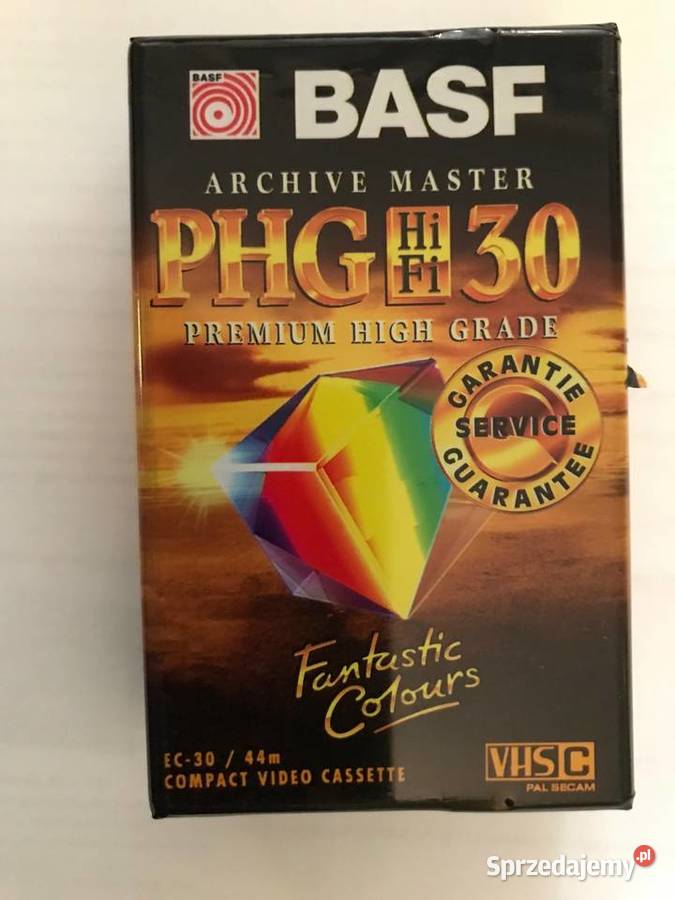 BASF
BASF
ARCHIVE MASTER
PHG Hi Fi 30
PREMIUM HIGH GRADE
GARANTIE
SERVICE
GUARANTEE
Fantastic
Colours
EC-30 / 44m
COMPACT VIDEO CASSETTE
VHS C
PAL SECAM
Sprzedajemy.pl